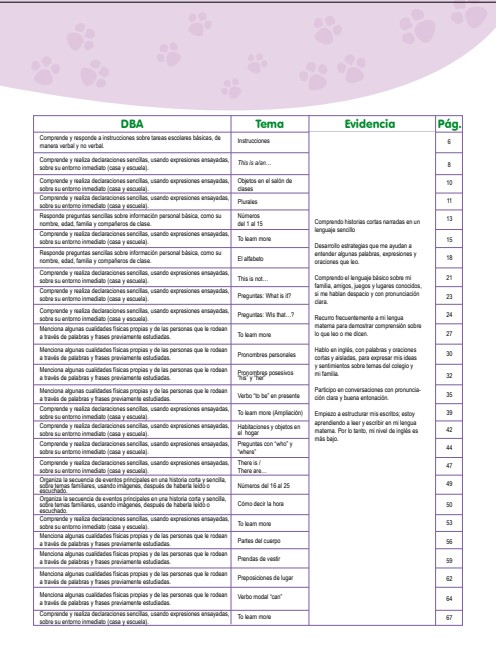 DBA Tema Evidencia Pág.
Comprende y responde a instrucciones sobre tareas escolares básicas, de
manera verbal y no verbal.
Instrucciones
6
Comprende y realiza declaraciones sencillas, usando expresiones ensayadas,
sobre su entorno inmediato (casa y escuela).
This is a/an…
8
Comprende y realiza declaraciones sencillas, usando expresiones ensayadas,
sobre su entorno inmediato (casa y escuela).
Objetos en el salón de
clases
10
Comprende y realiza declaraciones sencillas, usando expresiones ensayadas,
sobre su entorno inmediato (casa y escuela).
Plurales
11
Responde preguntas sencillas sobre información personal básica, como su
nombre, edad, familia y compañeros de clase.
Números
del 1 al 15
13
Comprende y realiza declaraciones sencillas, usando expresiones ensayadas,
sobre su entorno inmediato (casa y escuela).
To learn more
15
Responde preguntas sencillas sobre información personal básica, como su
nombre, edad, familia y compañeros de clase.
El alfabeto
18
Comprende y realiza declaraciones sencillas, usando expresiones ensayadas,
sobre su entorno inmediato (casa y escuela).
This is not…
21
Comprende y realiza declaraciones sencillas, usando expresiones ensayadas,
sobre su entorno inmediato (casa y escuela).
Preguntas: What is it?
23
Comprende y realiza declaraciones sencillas, usando expresiones ensayadas,
sobre su entorno inmediato (casa y escuela).
Preguntas: WIs that…?
24
Menciona algunas cualidades físicas propias y de las personas que le rodean
a través de palabras y frases previamente estudiadas.
To learn more
27
Menciona algunas cualidades físicas propias y de las personas que le rodean
a través de palabras y frases previamente estudiadas.
Pronombres personales
30
Menciona algunas cualidades físicas propias y de las personas que le rodean
a través de palabras y frases previamente estudiadas.
Pronombres posesivos
"his" y "her"
32
Menciona algunas cualidades físicas propias y de las personas que le rodean
a través de palabras y frases previamente estudiadas.
Verbo "to be" en presente
35
Comprende y realiza declaraciones sencillas, usando expresiones ensayadas,
sobre su entorno inmediato (casa y escuela).
To learn more (Ampliación)
39
Comprende y realiza declaraciones sencillas, usando expresiones ensayadas,
sobre su entorno inmediato (casa y escuela).
Habitaciones y objetos en
el hogar
42
Comprende y realiza declaraciones sencillas, usando expresiones ensayadas,
sobre su entorno inmediato (casa y escuela).
Preguntas con "who" y
"where"
44
Comprende y realiza declaraciones sencillas, usando expresiones ensayadas,
sobre su entorno inmediato (casa y escuela).
There is /
There are…
47
Organiza la secuencia de eventos principales en una historia corta y sencilla,
sobre temas familiares, usando imágenes, después de haberla leído o
escuchado.
Números del 16 al 25
49
Organiza la secuencia de eventos principales en una historia corta y sencilla,
sobre temas familiares, usando imágenes, después de haberla leído o
escuchado.
Cómo decir la hora
50
Comprende y realiza declaraciones sencillas, usando expresiones ensayadas,
sobre su entorno inmediato (casa y escuela).
To learn more
53
Menciona algunas cualidades físicas propias y de las personas que le rodean
a través de palabras y frases previamente estudiadas.
Partes del cuerpo
56
Menciona algunas cualidades físicas propias y de las personas que le rodean
a través de palabras y frases previamente estudiadas.
Prendas de vestir
59
Menciona algunas cualidades físicas propias y de las personas que le rodean
a través de palabras y frases previamente estudiadas.
Preposiciones de lugar
62
Menciona algunas cualidades físicas propias y de las personas que le rodean
a través de palabras y frases previamente estudiadas.
Verbo modal "can"
64
Comprende y realiza declaraciones sencillas, usando expresiones ensayadas,
sobre su entorno inmediato (casa y escuela).
To learn more
67
Comprendo historias cortas narradas en un
lenguaje sencillo
Desarrollo estrategias que me ayudan a
entender algunas palabras, expresiones y
oraciones que leo.
Comprendo el lenguaje básico sobre mi
familia, amigos, juegos y lugares conocidos,
si me hablan despacio y con pronunciación
clara.
Recurro frecuentemente a mi lengua
materna para demostrar comprensión sobre
lo que leo o me dicen.
Hablo en inglés, con palabras y oraciones
cortas y aisladas, para expresar mis ideas
y sentimientos sobre temas del colegio y
mi familia.
Participo en conversaciones con pronuncia-
ción clara y buena entonación.
Empiezo a estructurar mis escritos; estoy
aprendiendo a leer y escribir en mi lengua
materna. Por lo tanto, mi nivel de inglés es
más bajo.